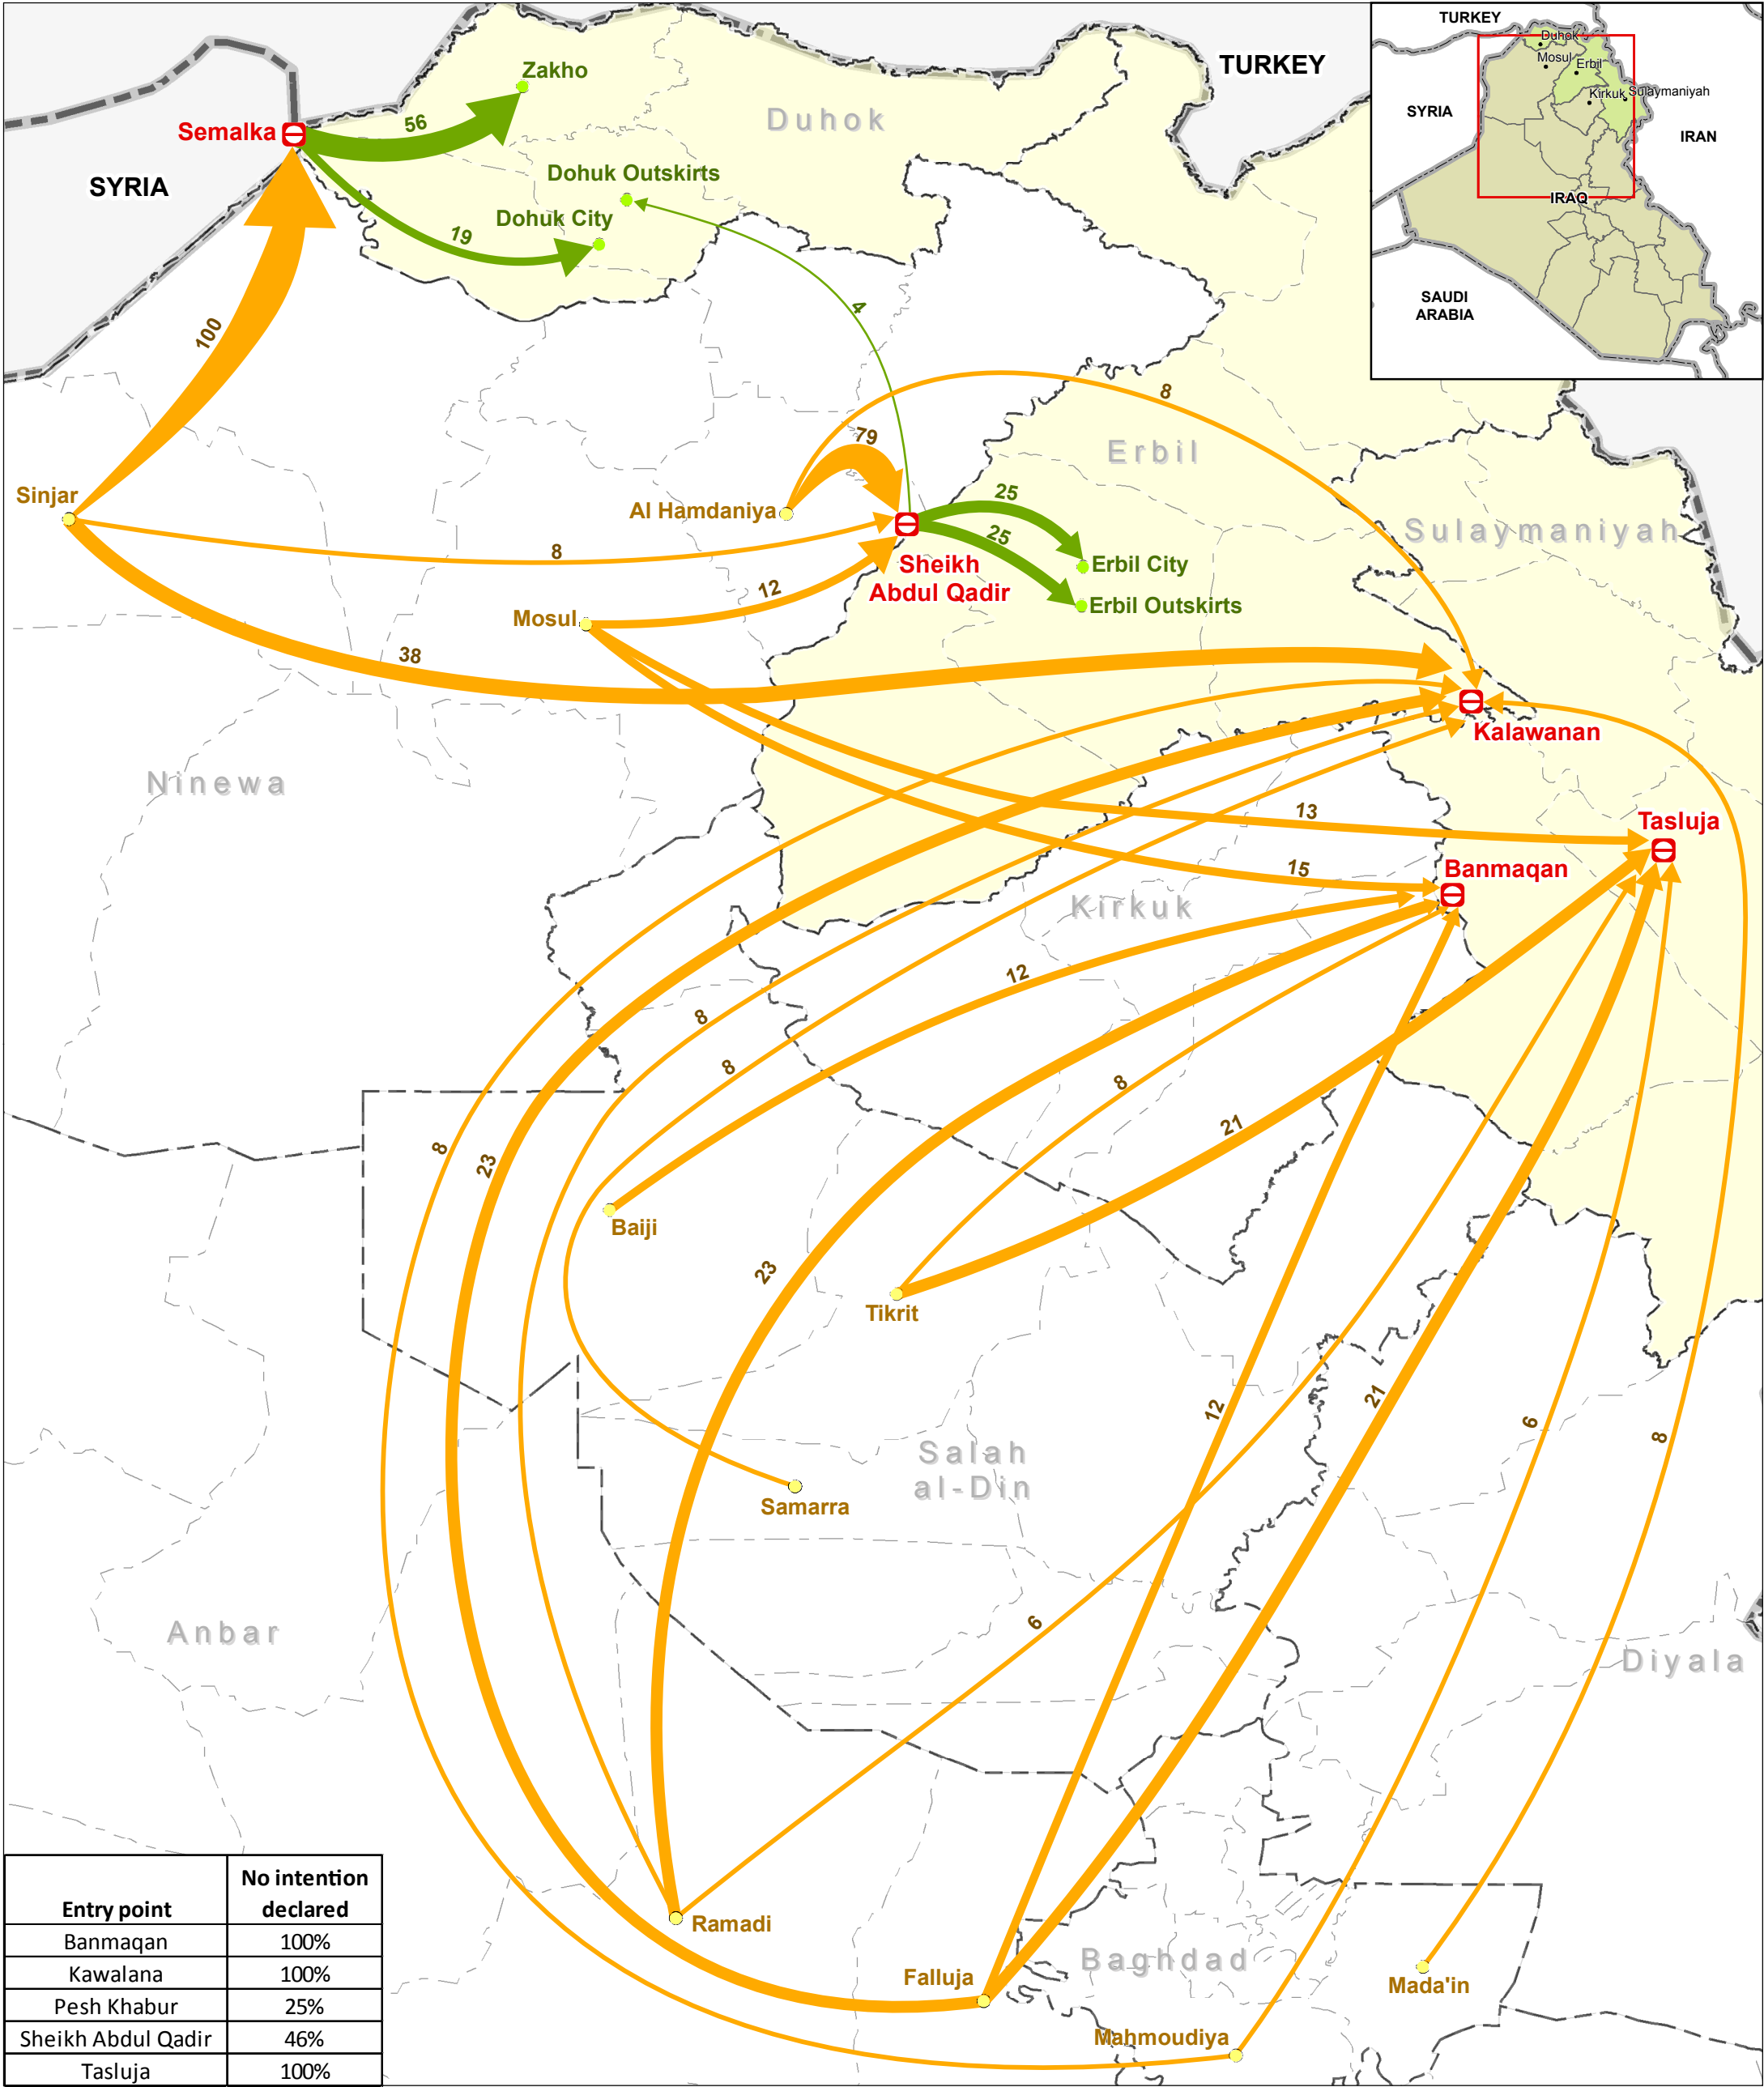 TURKEY
Duhok
Mosul
Erbil
Kirkuk
Sulaymaniyah
SYRIA
IRAN
IRAQ
SAUDI
ARABIA
TURKEY
Zakho
56
Semalka
Duhok
SYRIA
Dohuk Outskirts
Dohuk City
19
4
100
8
79
Erbil
Sinjar
Al Hamdaniya
25
25
Sulaymaniyah
8
Sheikh
Abdul Qadir
Erbil City
12
Erbil Outskirts
Mosul
38
Kalawanan
Ninewa
13
Tasluja
15
Banmaqan
Kirkuk
12
8
8
8
21
8
23
Baiji
23
Tikrit
12
21
6
8
Salah
al-Din
Samarra
6
Anbar
Diyala
Ramadi
Baghdad
Falluja
Mada'in
Mahmoudiya
Entry point No intention declared
Banmaqan 100%
Kawalana 100%
Pesh Khabur 25%
Sheikh Abdul Qadir 46%
Tasluja 100%